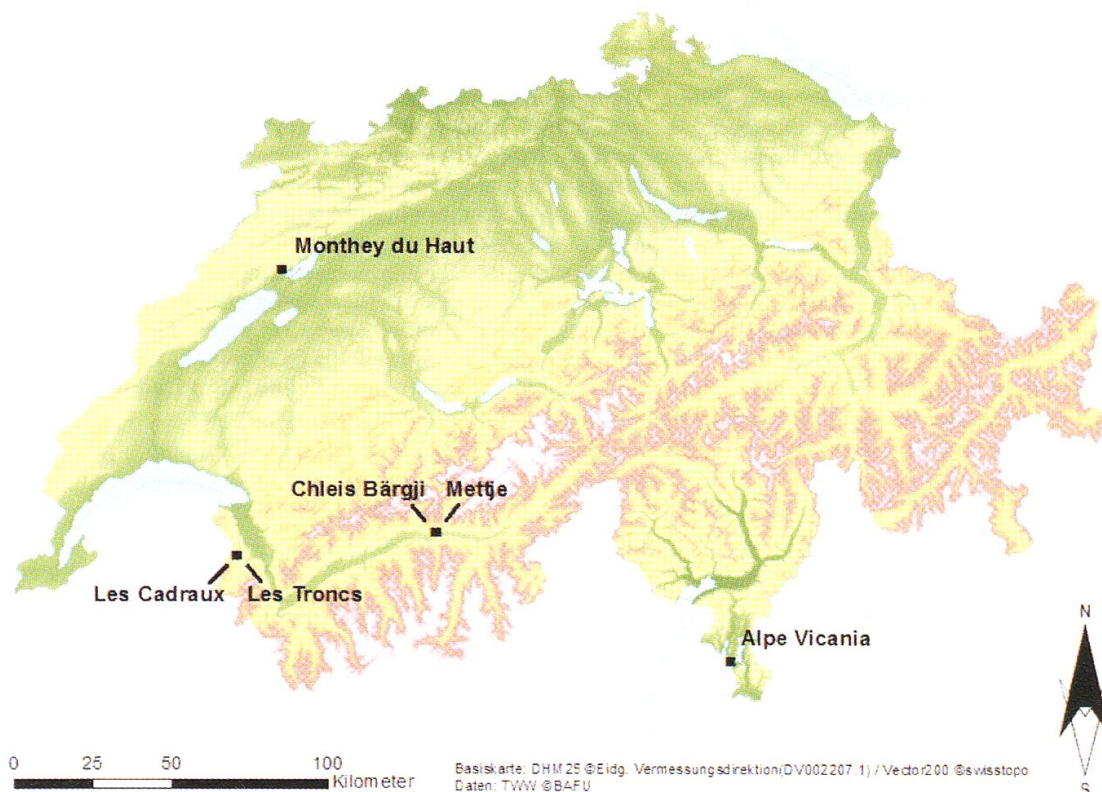 Monthey du Haut
Chleis Bärgji Mettje
Les Cadraux Les Troncs
Alpe Vicania
N
S
0 25 50 100
Kilometer
Basiskarte: DHM25 ©Eidg. Vermessungsdirektion(DV002207.1) / Vector200 ©swisstopo
Daten: TWW ©BAFU